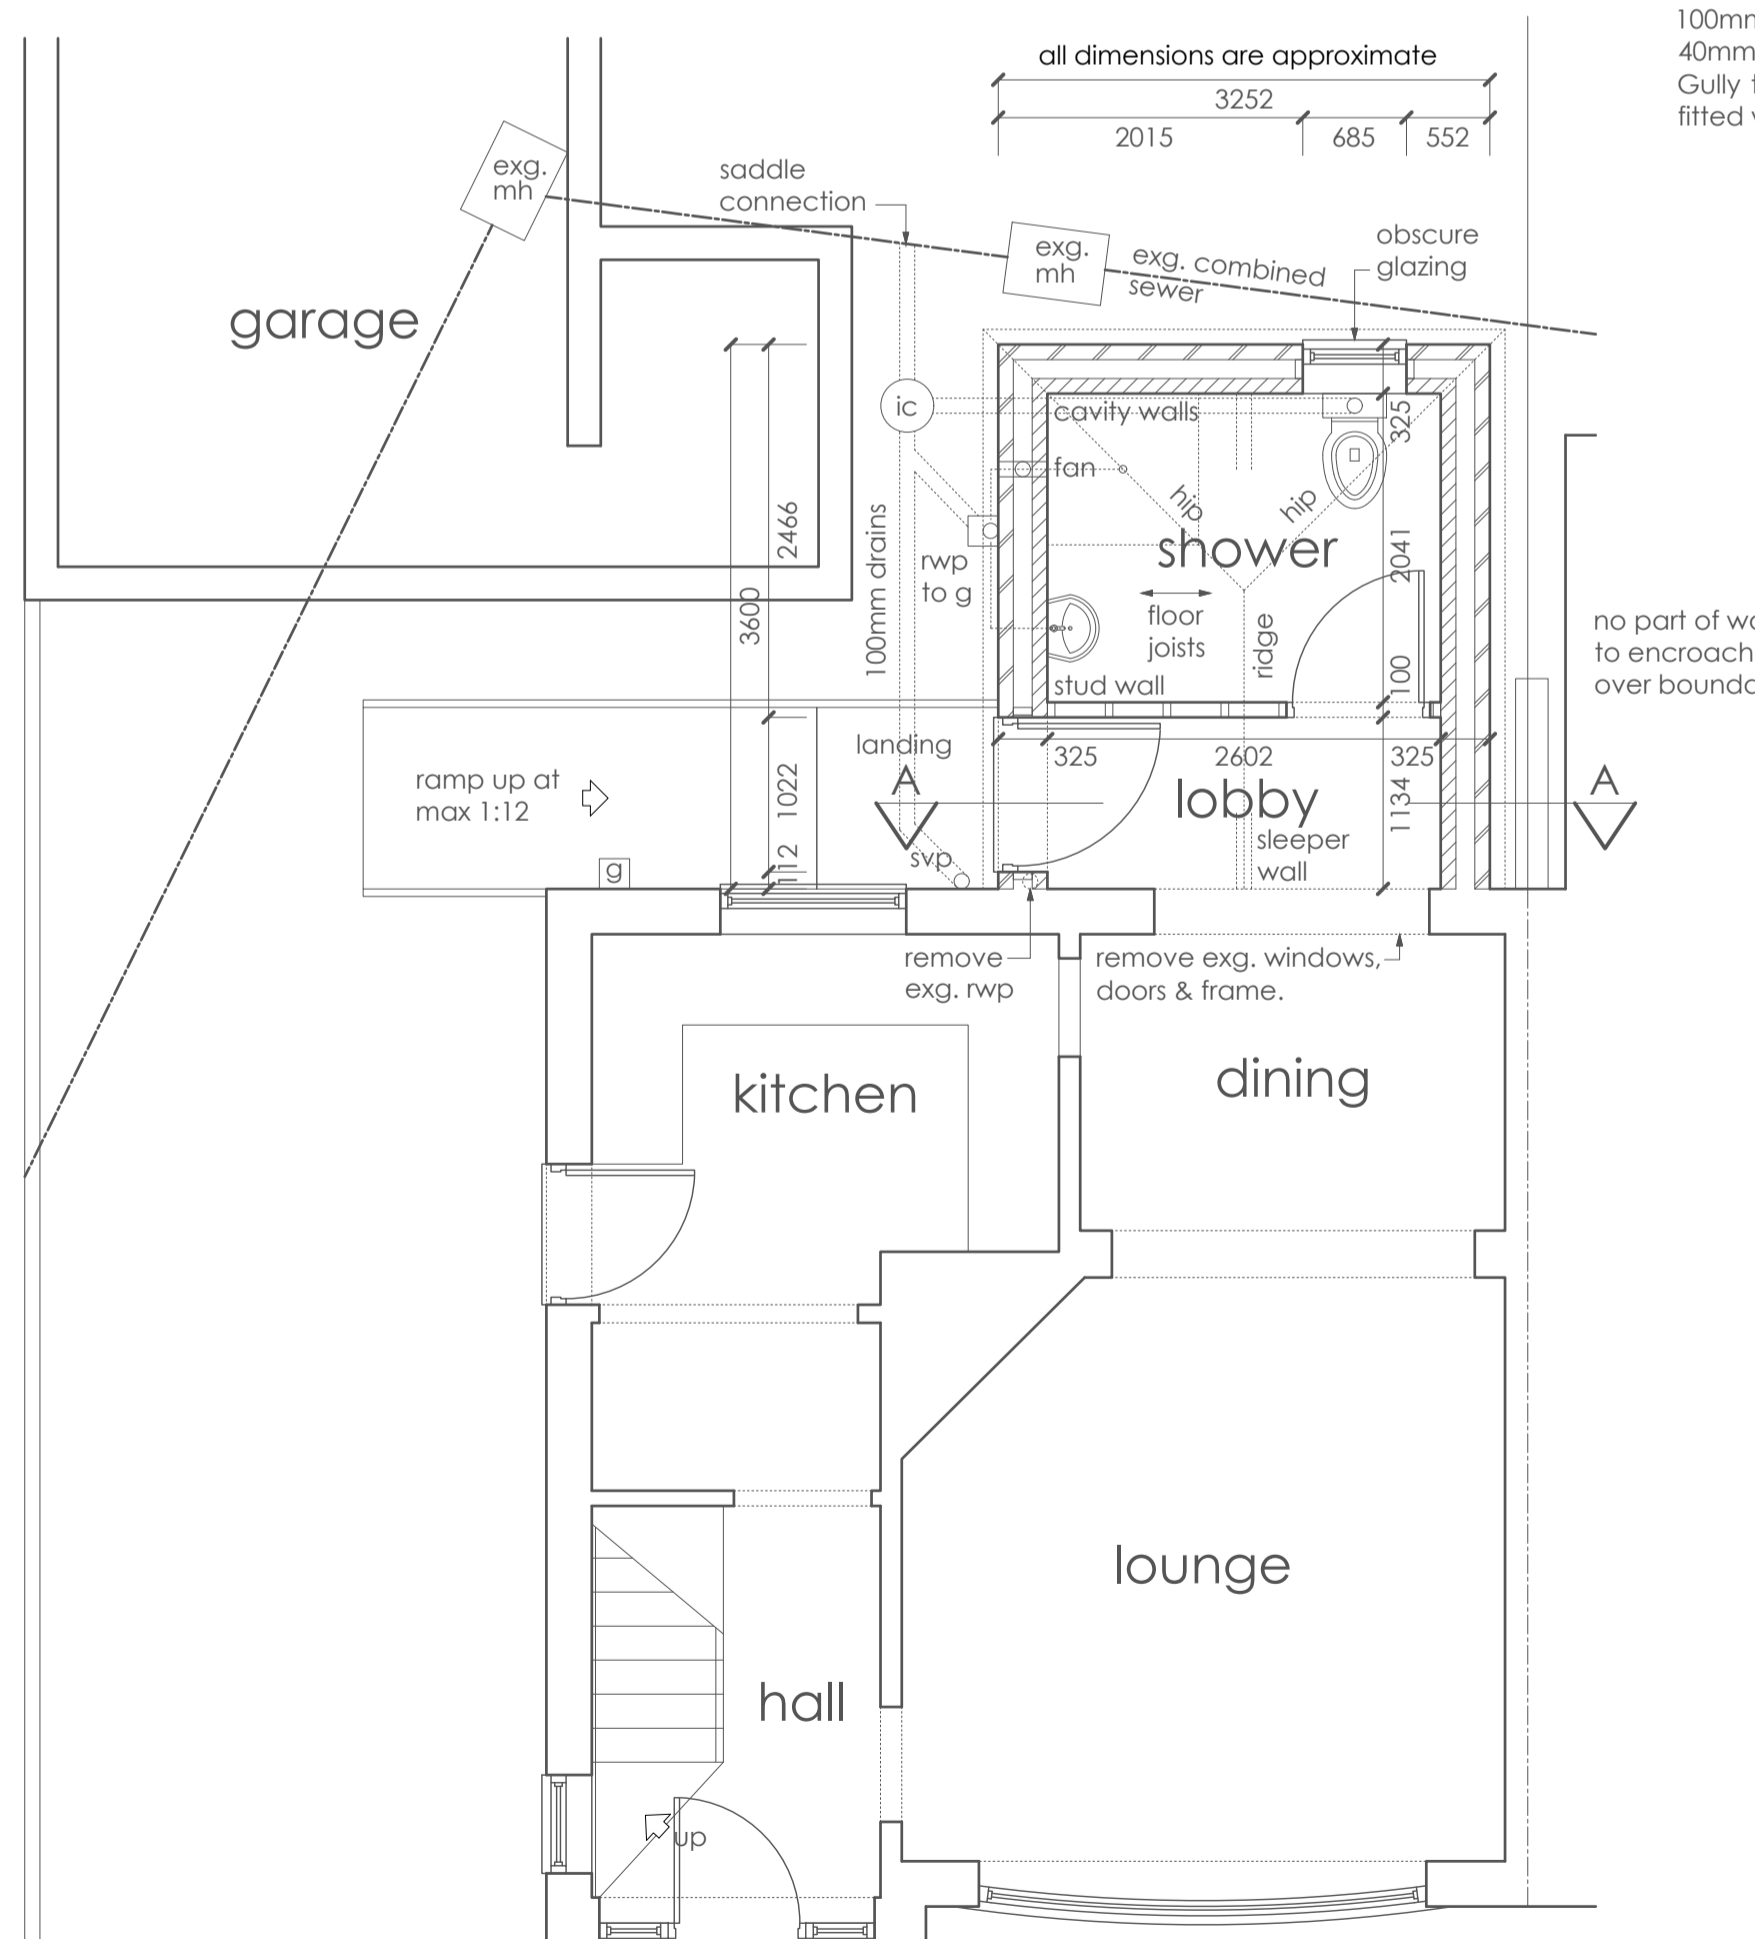 100mm
40mm
Gully
fitted
all dimensions are approximate
3252
2015 685 552
exg.
mh
saddle
connection
exg.
mh
exg. combined
sewer
obscure
glazing
garage
ic
cavity walls
325
fan
hip
hip
2466
100mm drains
shower
2041
rwp
to g
3600
floor
joists
ridge
no part of
to encroach
over
stud wall
100
landing
325
2602
325
ramp up at
max 1:12
1022
A
lobby
1134
A
sleeper
wall
svp
112
g
remove
exg. rwp
remove exg. windows,
doors & frame.
kitchen
dining
lounge
hall
up